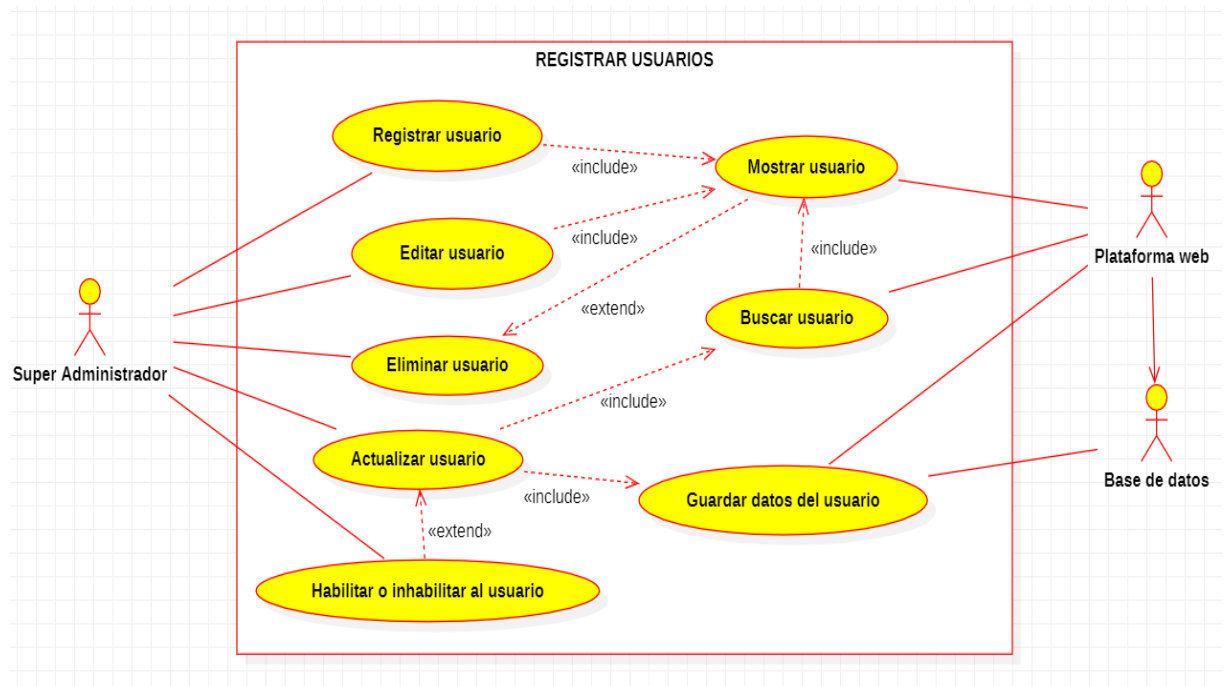 REGISTRAR USUARIOS
Registrar usuario
«include»
Mostrar usuario
Editar usuario
«include»
«include»
Plataforma web
«extend»
Buscar usuario
Eliminar usuario
Super Administrador
«include»
Actualizar usuario
«include»
Guardar datos del usuario
Base de datos
«extend»
Habilitar o inhabilitar al usuario